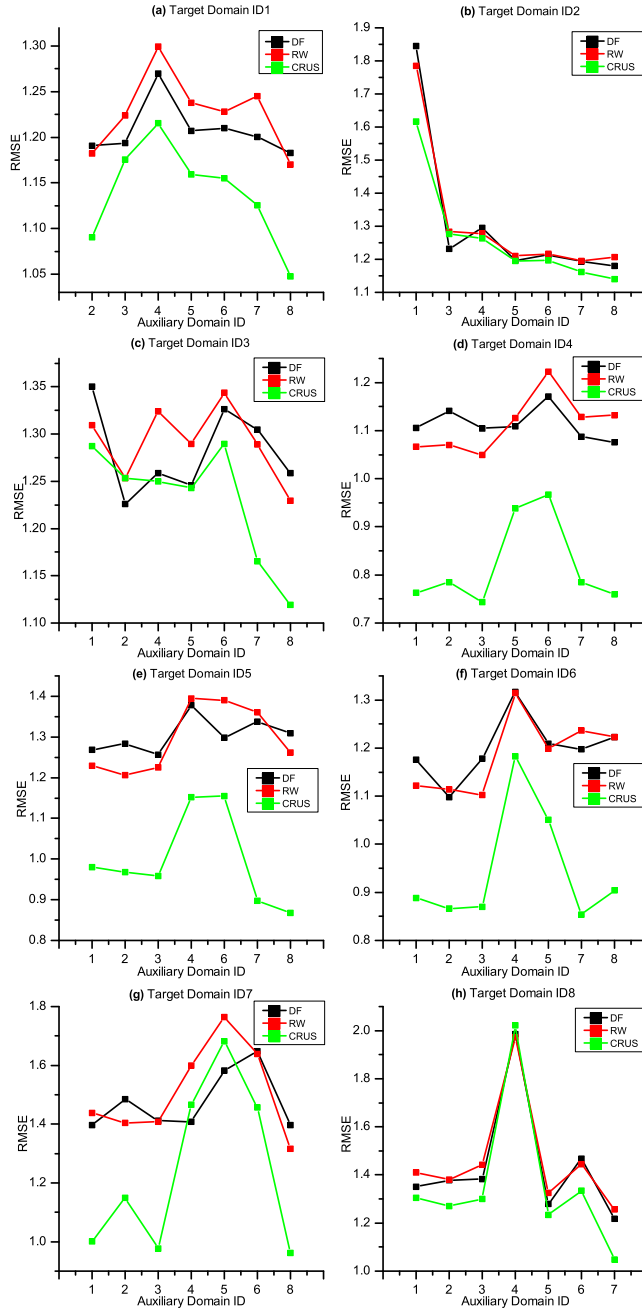 (a) Target Domain ID1
DF
RW
CRUS
RMSE
1.30
1.25
1.20
1.15
1.10
1.05
2 3 4 5 6 7 8
Auxiliary Domain ID
(b) Target Domain ID2
DF
RW
CRUS
RMSE
1.9
1.8
1.7
1.6
1.5
1.4
1.3
1.2
1.1
1 3 4 5 6 7 8
Auxiliary Domain ID
(c) Target Domain ID3
DF
RW
CRUS
RMSE
1.35
1.30
1.25
1.20
1.15
1.10
1 2 4 5 6 7 8
Auxiliary Domain ID
(d) Target Domain ID4
DF
RW
CRUS
RMSE
1.2
1.1
1.0
0.9
0.8
0.7
1 2 3 5 6 7 8
Auxiliary Domain ID
(e) Target Domain ID5
DF
RW
CRUS
RMSE
1.4
1.3
1.2
1.1
1.0
0.9
0.8
1 2 3 4 6 7 8
Auxiliary Domain ID
(f) Target Domain ID6
DF
RW
CRUS
RMSE
1.3
1.2
1.1
1.0
0.9
0.8
1 2 3 4 5 7 8
Auxiliary Domain ID
(g) Target Domain ID7
DF
RW
CRUS
RMSE
1.8
1.6
1.4
1.2
1.0
1 2 3 4 5 6 8
Auxiliary Domain ID
(h) Target Domain ID8
DF
RW
CRUS
RMSE
2.0
1.8
1.6
1.4
1.2
1.0
1 2 3 4 5 6 7
Auxiliary Domain ID